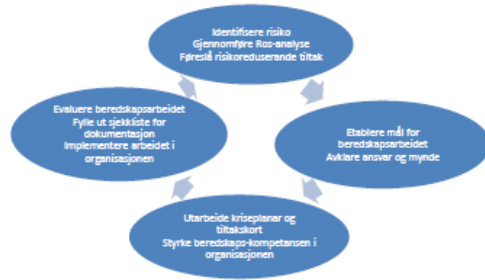 Identifisere risiko
Gjennomføre Ros-analyse
Føreslå risikoreduserande tiltak
Etablere mål for
beredskapsarbeidet
Avklare ansvar og mynde
Utarbeide kriseplanar og
tiltakskort
Styrke beredskaps-kompetansen i
organisasjonen
Evaluere beredskapsarbeidet
Fylle ut sjekkliste for
dokumentasjon
Implementere arbeidet i
organisasjonen